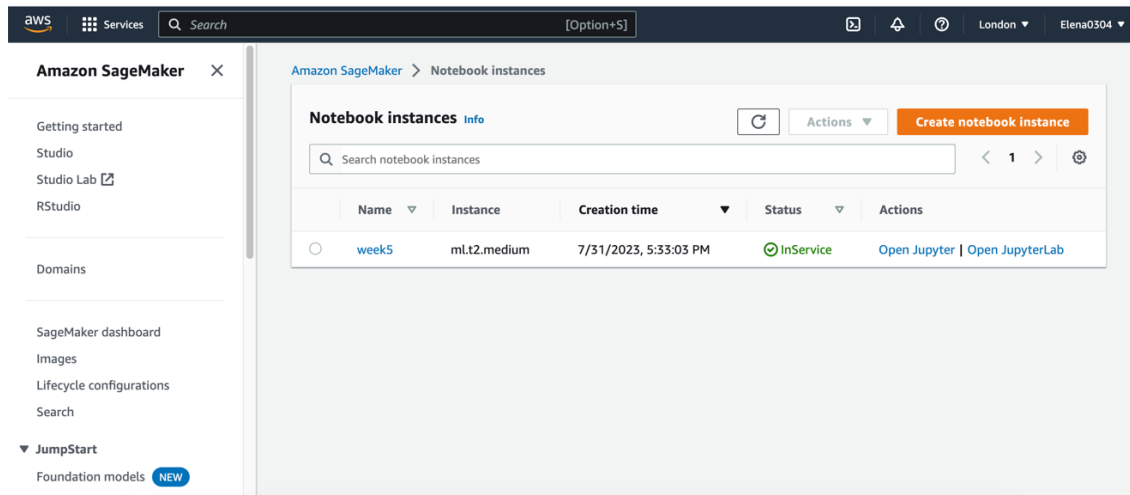 aws Services Search [Option+S] London Elena0304
Amazon SageMaker
Getting started
Studio
Studio Lab
RStudio
Domains
SageMaker dashboard
Images
Lifecycle configurations
Search
JumpStart
Foundation models NEW
Amazon SageMaker > Notebook instances
Notebook instances Info Actions Create notebook instance
Search notebook instances < 1 >
Name Instance Creation time Status Actions
week5 ml.t2.medium 7/31/2023, 5:33:03 PM InService Open Jupyter | Open JupyterLab